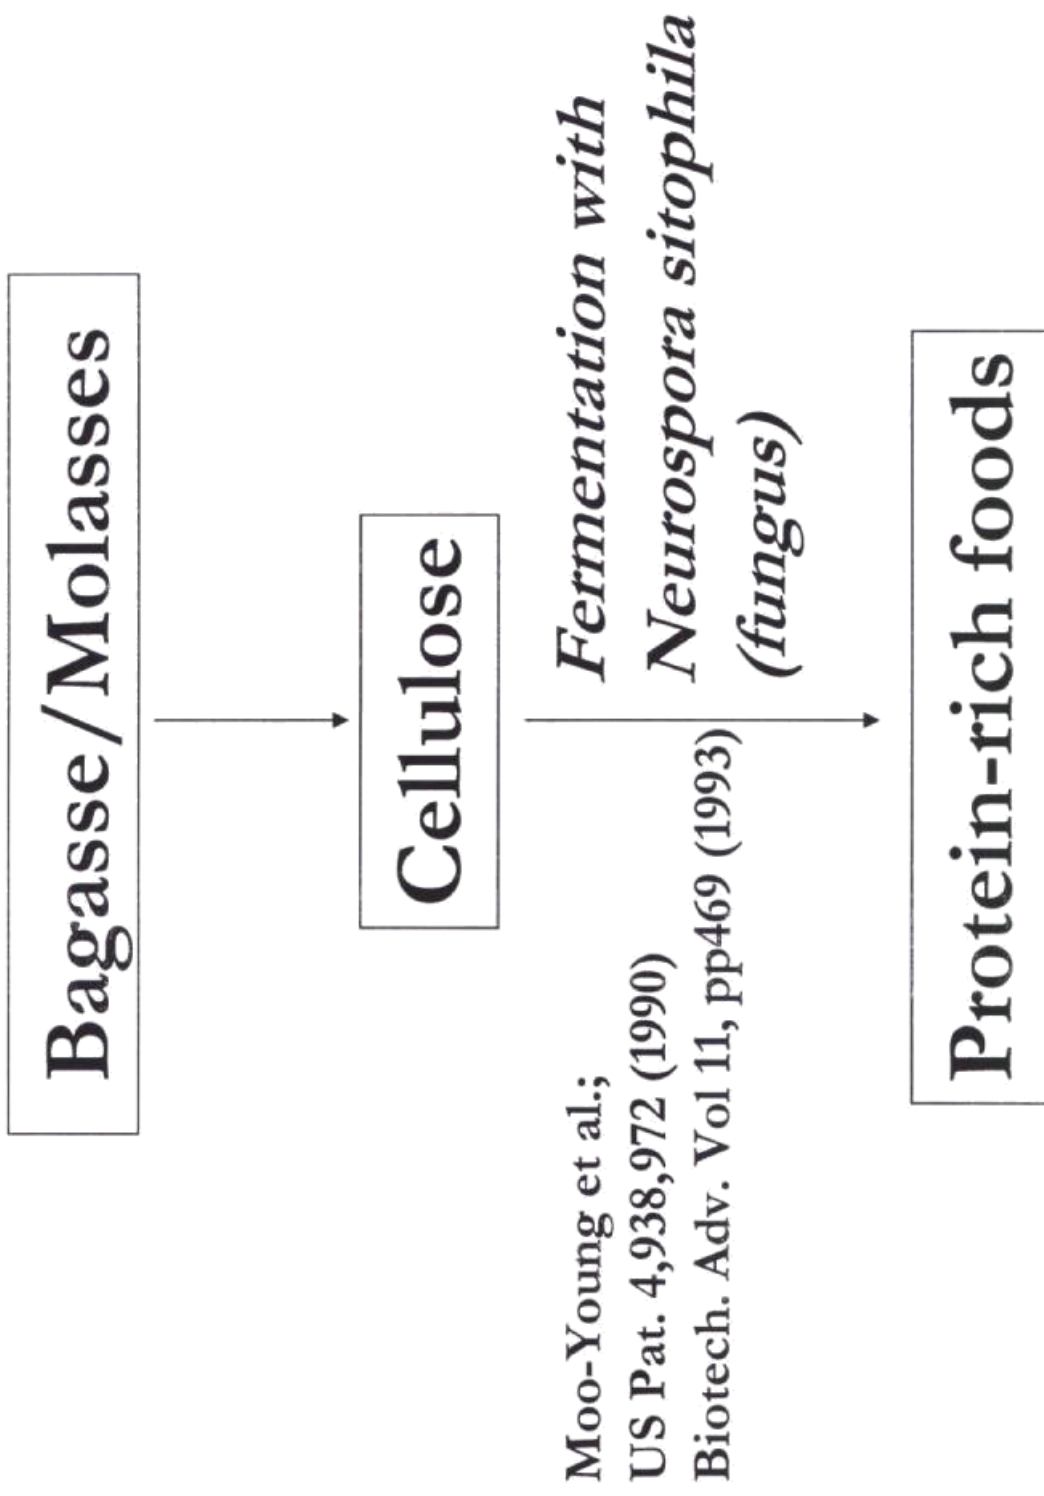 Bagasse/Molasses
Cellulose
Moo-Young et al.;
US Pat. 4,938,972 (1990)
Biotech. Adv. Vol 11, pp469 (1993)
Fermentation with
Neurospora sitophila
(fungus)
Protein-rich foods